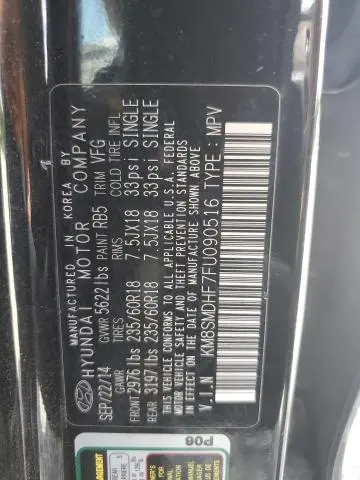 MANUFACTURED IN KOREA BY
HYUNDAI MOTOR COMPANY
SEP/22/14 GVWR 5622 lbs PAINT RB5 TRIM VFG
GAWR TIRES RMS COLD TIRE INFL
FRONT 2976 lbs 235/60R18 7.5JX18 33psi SINGLE
REAR 3197 lbs 235/60R18 7.5JX18 33psi SINGLE
THIS VEHICLE CONFORMS TO ALL APPLICABLE U.S.A. FEDERAL
MOTOR VEHICLE SAFETY, AND THEFT PREVENTION STANDARDS
IN EFFECT ON THE DATE OF MANUFACTURE SHOWN ABOVE.
V.I.N KM8SMDHF7FU090516 TYPE: MPV
P06